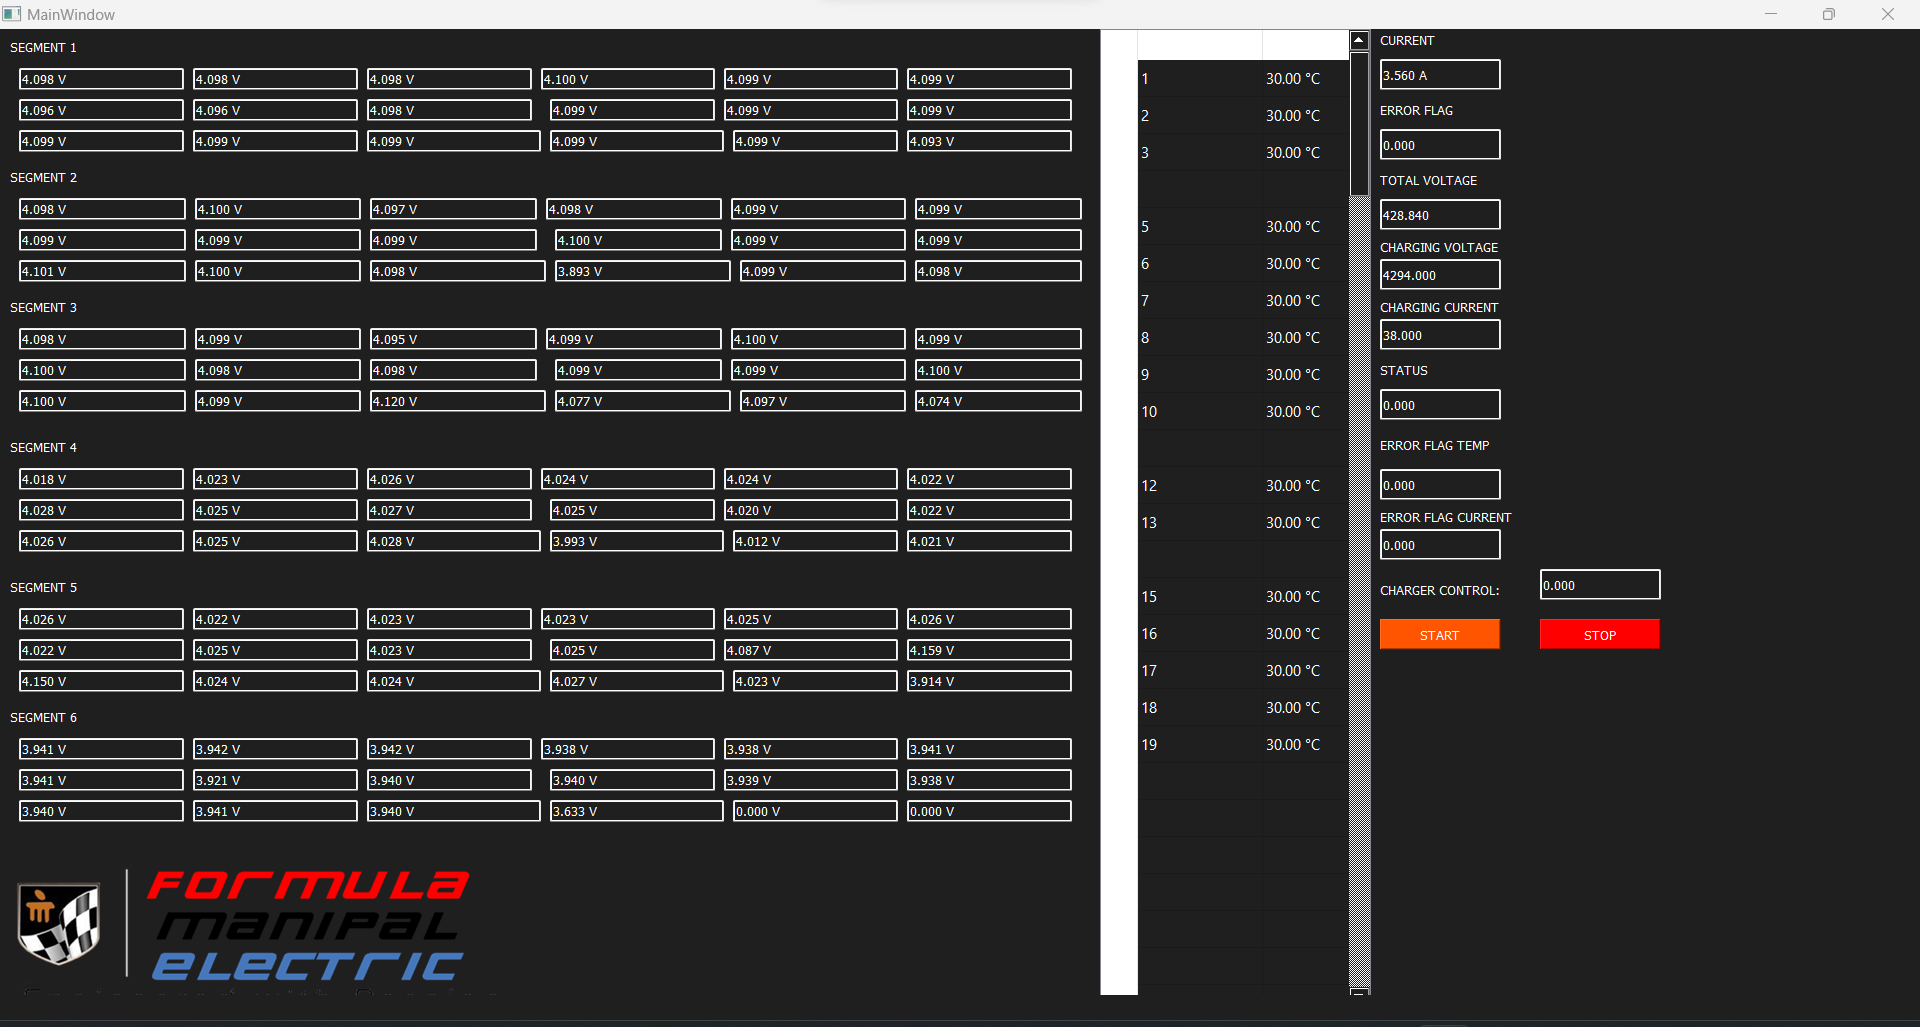 MainWindow
SEGMENT 1
4.098 V 4.098 V 4.098 V 4.100 V 4.099 V 4.099 V
4.096 V 4.096 V 4.098 V 4.099 V 4.099 V 4.099 V
4.099 V 4.099 V 4.099 V 4.099 V 4.099 V 4.093 V
SEGMENT 2
4.098 V 4.100 V 4.097 V 4.098 V 4.099 V 4.099 V
4.099 V 4.099 V 4.099 V 4.100 V 4.099 V 4.099 V
4.101 V 4.100 V 4.098 V 3.893 V 4.099 V 4.098 V
SEGMENT 3
4.098 V 4.099 V 4.095 V 4.099 V 4.100 V 4.099 V
4.100 V 4.098 V 4.098 V 4.099 V 4.099 V 4.100 V
4.100 V 4.099 V 4.120 V 4.077 V 4.097 V 4.074 V
SEGMENT 4
4.018 V 4.023 V 4.026 V 4.024 V 4.024 V 4.022 V
4.028 V 4.025 V 4.027 V 4.025 V 4.020 V 4.022 V
4.026 V 4.025 V 4.028 V 3.993 V 4.012 V 4.021 V
SEGMENT 5
4.026 V 4.022 V 4.023 V 4.023 V 4.025 V 4.026 V
4.022 V 4.025 V 4.023 V 4.025 V 4.087 V 4.159 V
4.150 V 4.024 V 4.024 V 4.027 V 4.023 V 3.914 V
SEGMENT 6
3.941 V 3.942 V 3.942 V 3.938 V 3.938 V 3.941 V
3.941 V 3.921 V 3.940 V 3.940 V 3.939 V 3.938 V
3.940 V 3.941 V 3.940 V 3.633 V 0.000 V 0.000 V
FORMULA
MANIPAL
ELECTRIC
1 30.00 °C
2 30.00 °C
3 30.00 °C
5 30.00 °C
6 30.00 °C
7 30.00 °C
8 30.00 °C
9 30.00 °C
10 30.00 °C
12 30.00 °C
13 30.00 °C
15 30.00 °C
16 30.00 °C
17 30.00 °C
18 30.00 °C
19 30.00 °C
CURRENT
3.560 A
ERROR FLAG
0.000
TOTAL VOLTAGE
428.840
CHARGING VOLTAGE
4294.000
CHARGING CURRENT
38.000
STATUS
0.000
ERROR FLAG TEMP
0.000
ERROR FLAG CURRENT
0.000
CHARGER CONTROL: 0.000
START STOP